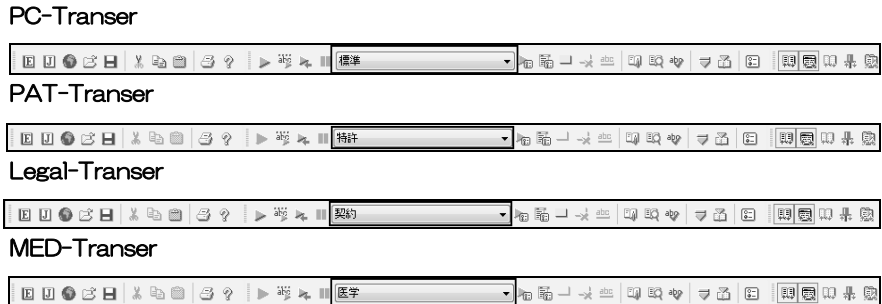 PC-Transer
標準
PAT-Transer
特許
Legal-Transer
契約
MED-Transer
医学